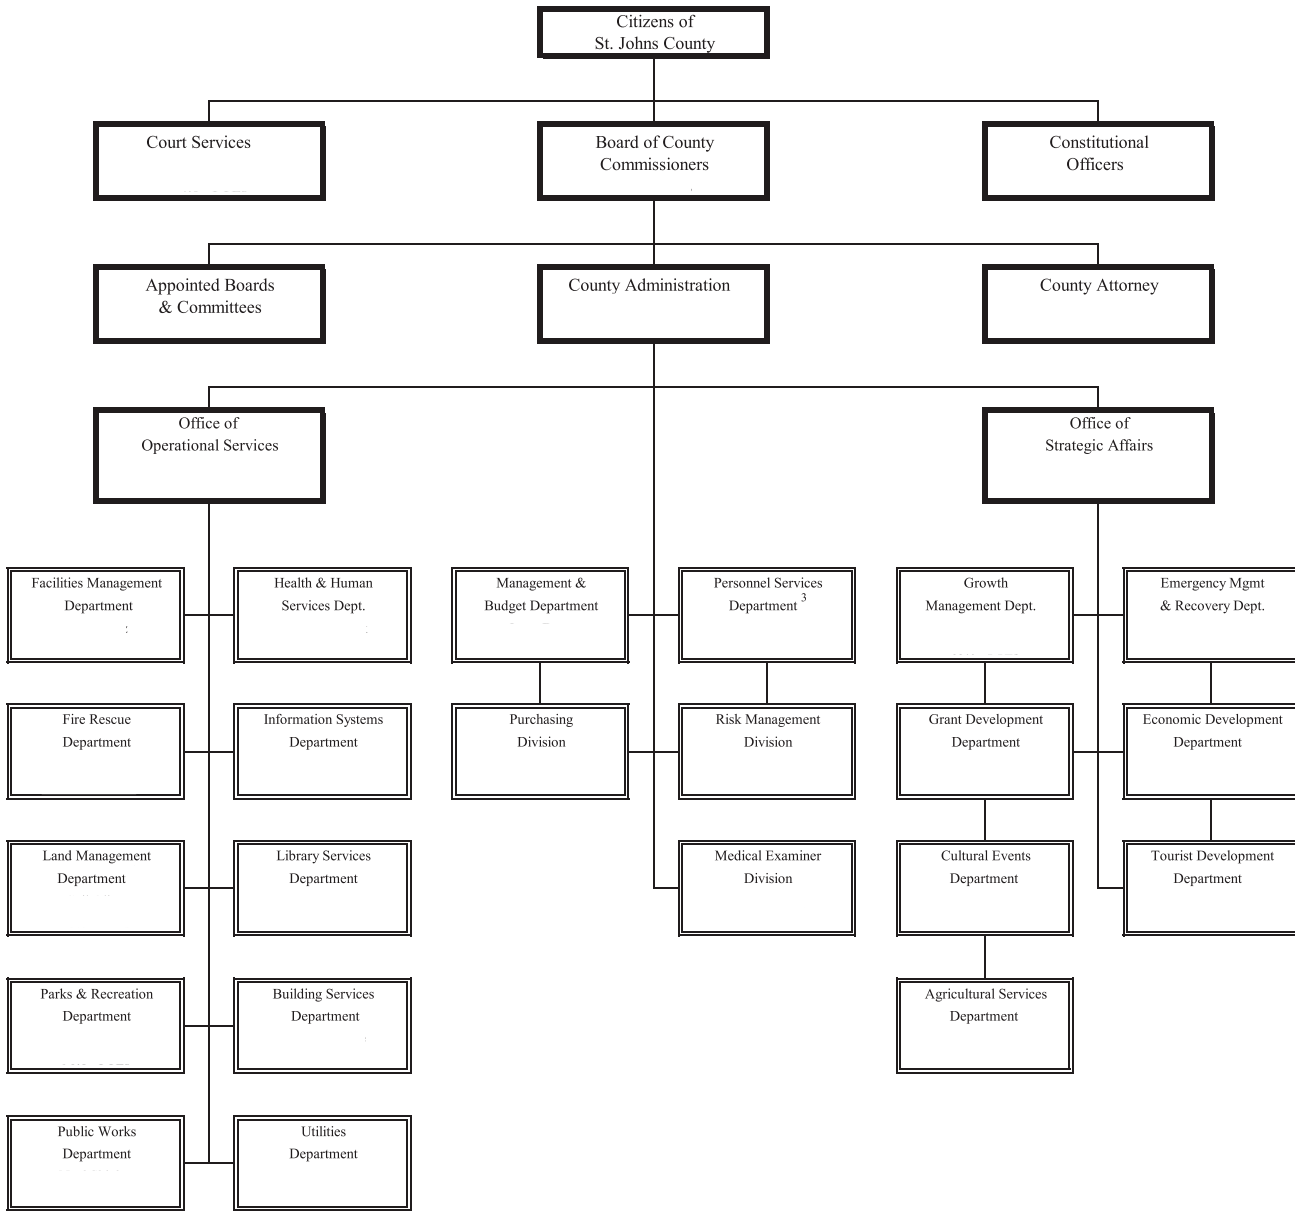 Citizens of
St. Johns County
Court Services
Board of County
Commissioners
Constitutional
Officers
Appointed Boards
& Committees
County Administration
County Attorney
Office of
Operational Services
Office of
Strategic Affairs
Facilities Management
Department
Health & Human
Services Dept.
Management &
Budget Department
Personnel Services
Department 3
Growth
Management Dept.
Emergency Mgmt
& Recovery Dept.
Fire Rescue
Department
Information Systems
Department
Purchasing
Division
Risk Management
Division
Grant Development
Department
Economic Development
Department
Land Management
Department
Library Services
Department
Medical Examiner
Division
Cultural Events
Department
Tourist Development
Department
Parks & Recreation
Department
Building Services
Department
Agricultural Services
Department
Public Works
Department
Utilities
Department